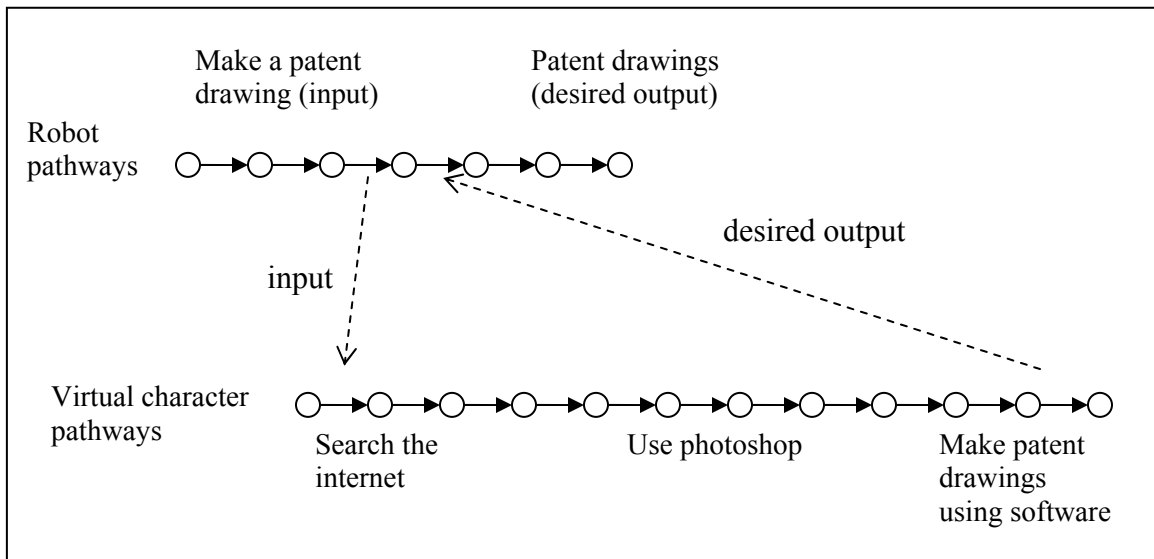 Make a patent
drawing (input)
Patent drawings
(desired output)
Robot
pathways
desired output
input
Virtual character
pathways
Search the
internet
Use photoshop
Make patent
drawings
using software